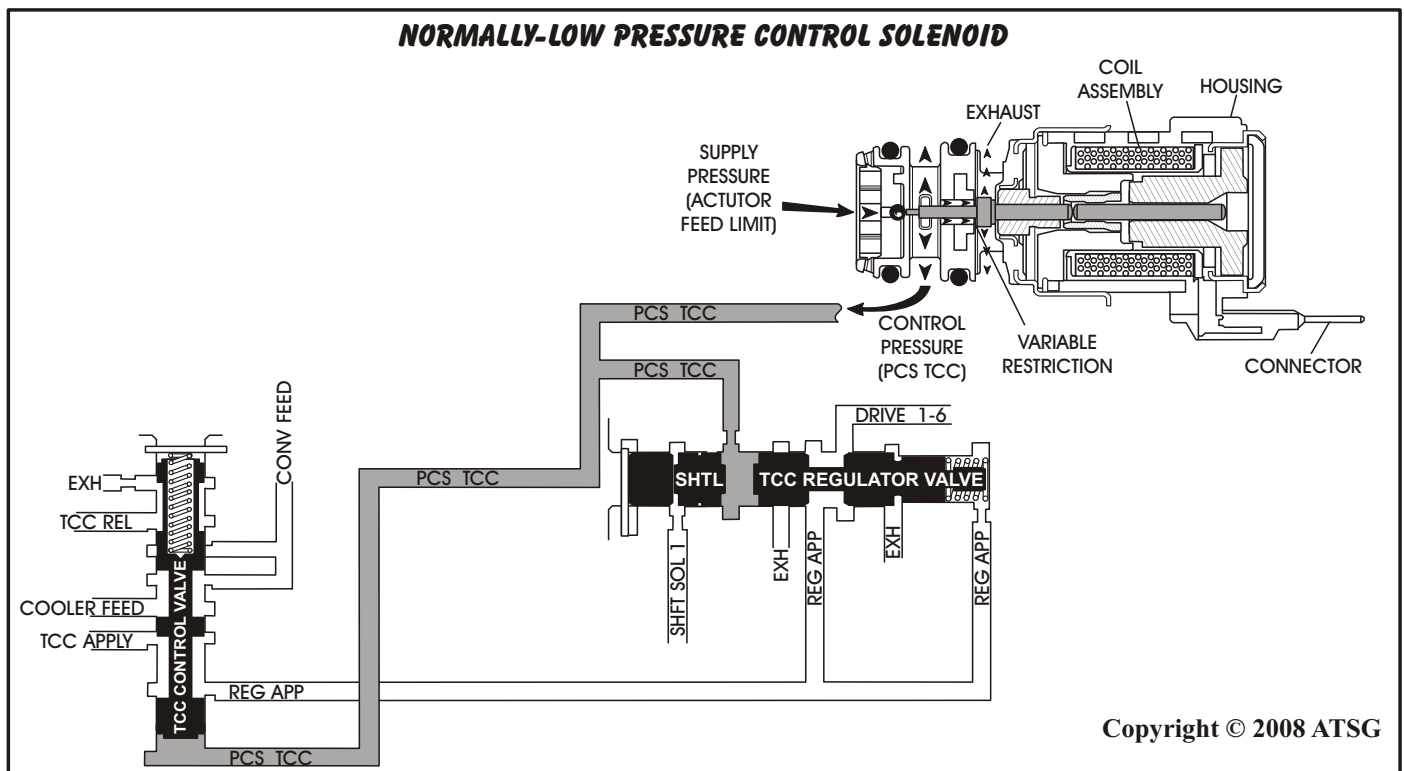 NORMALLY-LOW PRESSURE CONTROL SOLENOID
COIL
ASSEMBLY
HOUSING
EXHAUST
SUPPLY
PRESSURE
(ACTUTOR
FEED LIMIT)
PCS TCC
CONTROL
PRESSURE
(PCS TCC)
VARIABLE
RESTRICTION
CONNECTOR
PCS TCC
DRIVE 1-6
CONV FEED
EXH
PCS TCC
SHTL
TCC REGULATOR VALVE
TCC REL
EXH
EXH
SHFT SOL 1
REG APP
REG APP
COOLER FEED
TCC APPLY
TCC CONTROL VALVE
REG APP
PCS TCC
Copyright © 2008 ATSG